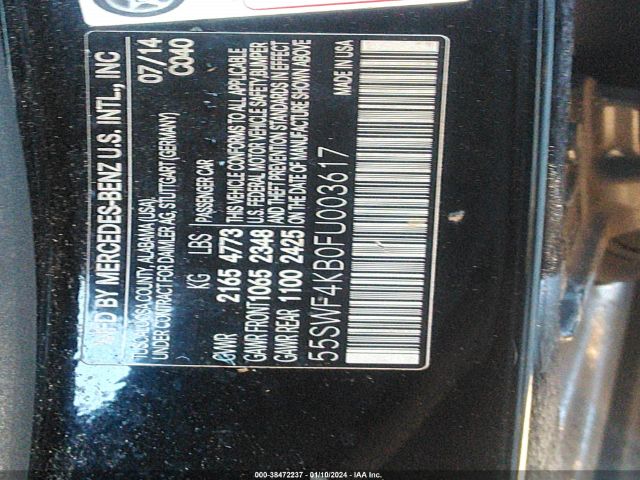 MFD BY MERCEDES-BENZ U.S. INTL., INC
07/14
TUSCALOOSA COUNTY, ALABAMA (USA)
C040
UNDER CONTRACT FOR DAIMLER AG, STUTTGART (GERMANY)
KG LBS PASSENGER CAR
GVWR 2165 4773 THIS VEHICLE CONFORMS TO ALL APPLICABLE
GAWR FRONT 1065 2348 U.S. FEDERAL MOTOR VEHICLE SAFETY, BUMPER
GAWR REAR 1100 2425 AND THEFT PREVENTION STANDARDS IN EFFECT
ON THE DATE OF MANUFACTURE SHOWN ABOVE
55SWF4KB0FU003617
MADE IN USA
000-38472237 - 01/10/2024 - IAA Inc.